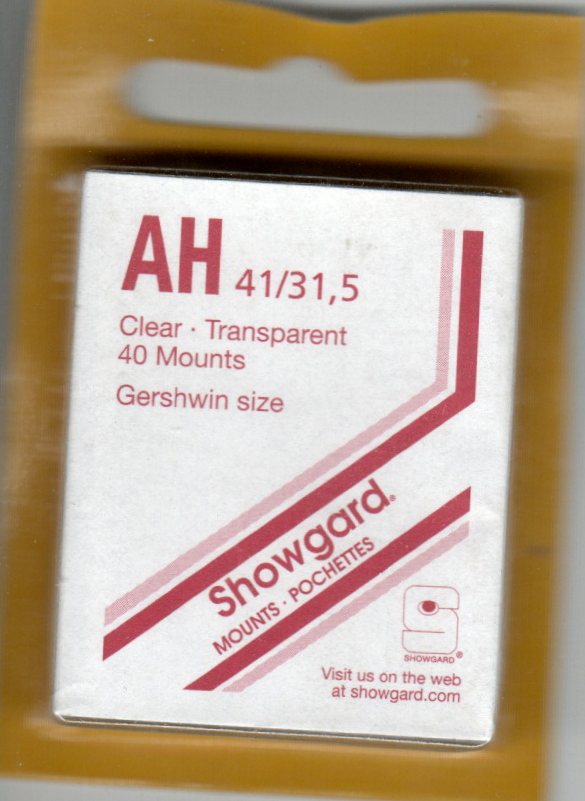 AH 41/31,5
Clear · Transparent
40 Mounts
Gershwin size
Showgard®
MOUNTS · POCHETTES
SHOWGARD®
Visit us on the web
at showgard.com